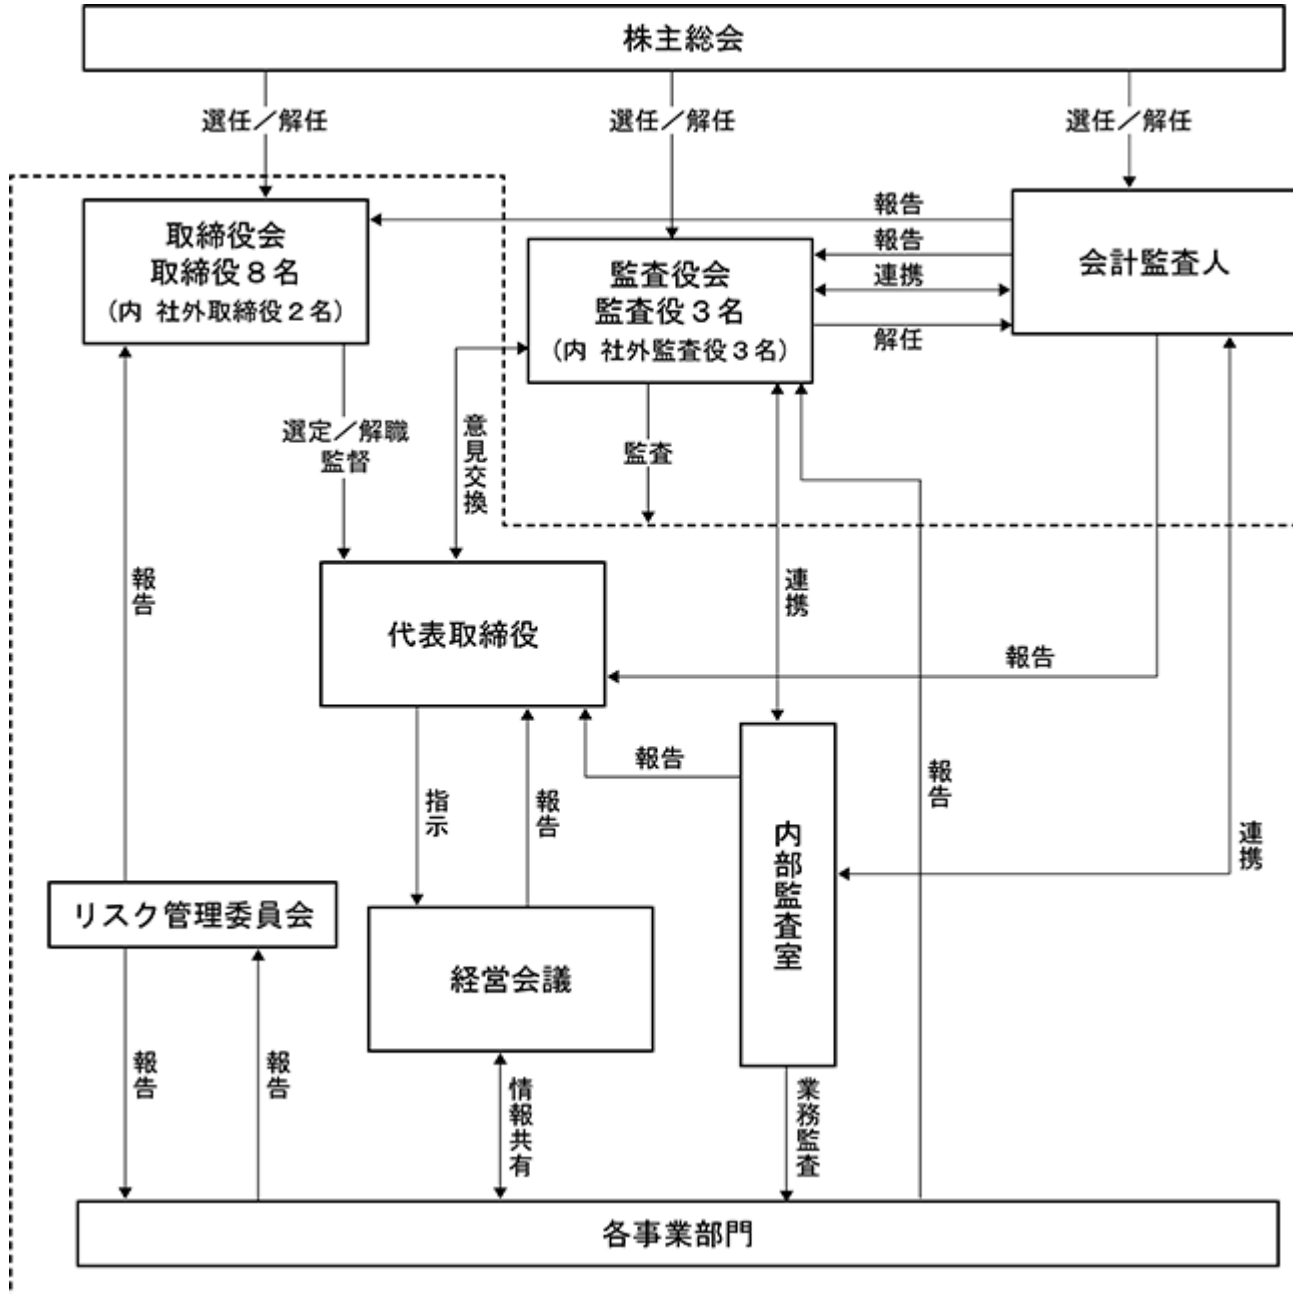 株主総会
選任／解任
選任／解任
選任／解任
取締役会
取締役８名
（内 社外取締役２名）
監査役会
監査役３名
（内 社外監査役３名）
会計監査人
報告
報告
連携
解任
選定／解職
監督
意見交換
監査
報告
連携
代表取締役
報告
報告
指示
報告
報告
連携
内部監査室
リスク管理委員会
経営会議
報告
報告
情報共有
業務監査
各事業部門